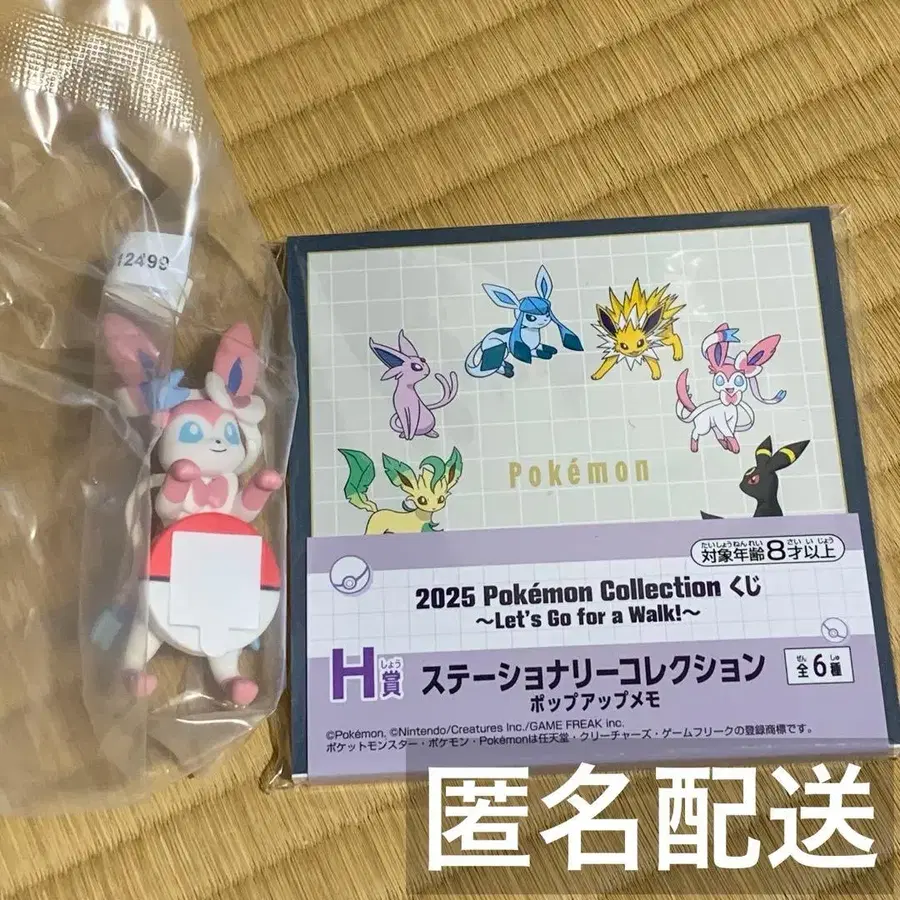 12499
Pokémon
たいしょうねんれい さい いじょう
対象年齢8才以上
2025 Pokémon Collection くじ
～Let's Go for a Walk!～
しょう
H賞 ステーショナリーコレクション
ポップアップメモ
ぜん しゅ
全6種
©Pokémon. ©Nintendo/Creatures Inc./GAME FREAK inc.
ポケットモンスター・ポケモン・Pokémonは任天堂・クリーチャーズ・ゲームフリークの登録商標です。
匿名配送